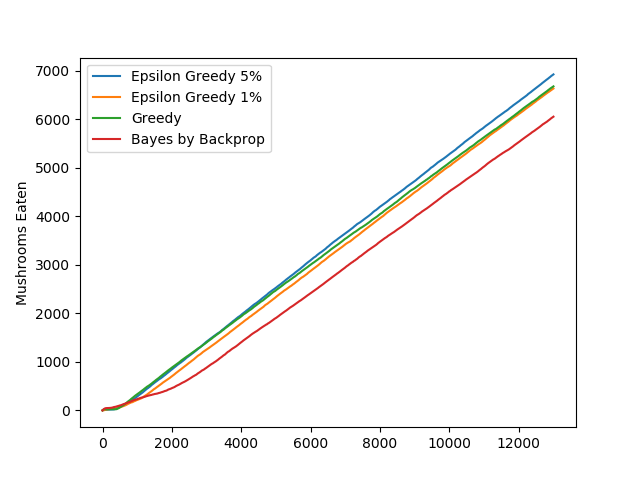 Epsilon Greedy 5%
Epsilon Greedy 1%
Greedy
Bayes by Backprop
Mushrooms Eaten
7000
6000
5000
4000
3000
2000
1000
0
0 2000 4000 6000 8000 10000 12000